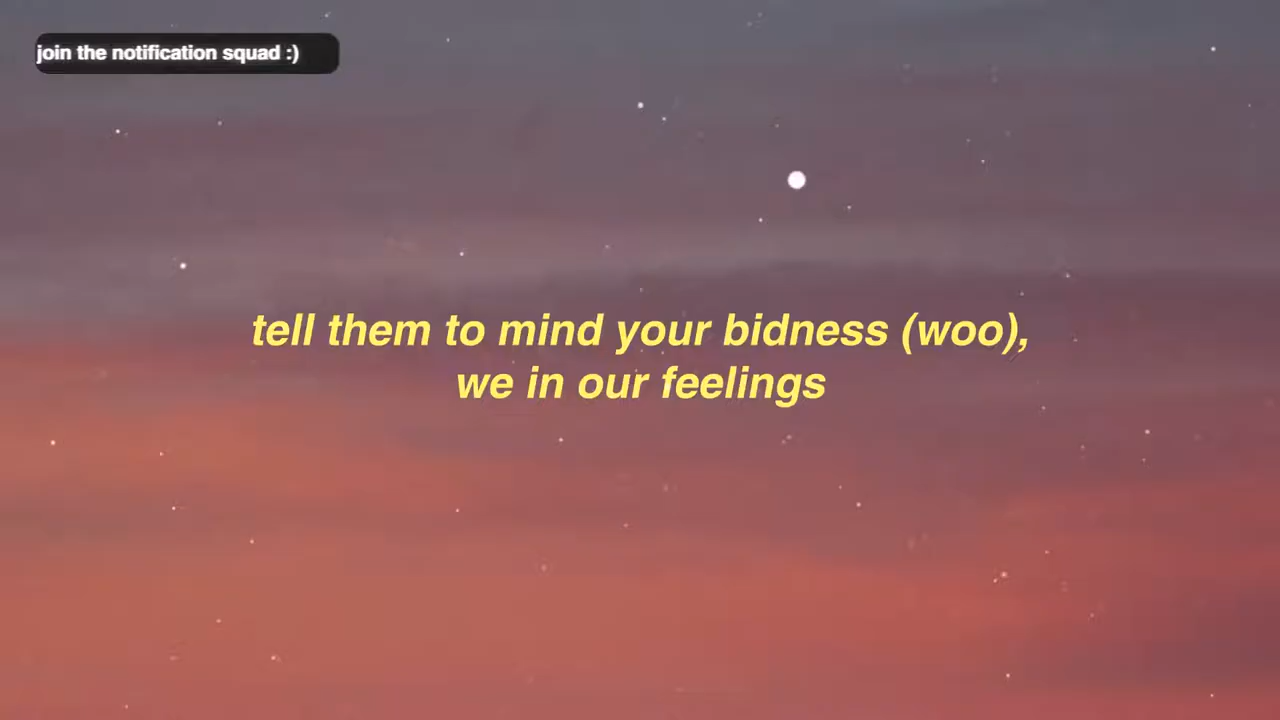 join the notification squad :)
tell them to mind your bidness (woo),
we in our feelings